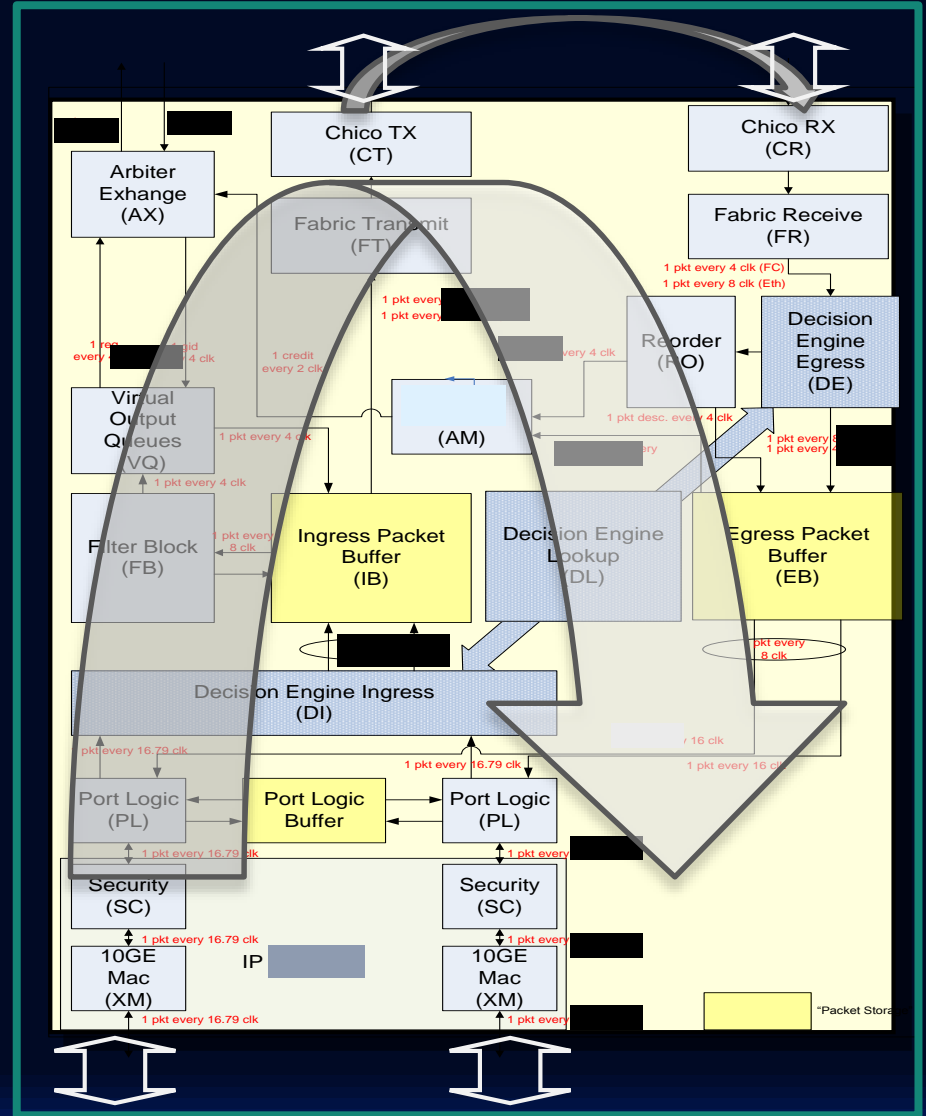 Chico TX
(CT)
Chico RX
(CR)
Arbiter
Exhange
(AX)
Fabric Transmit
(FT)
Fabric Receive
(FR)
1 pkt every 4 clk (FC)
1 pkt every 8 clk (Eth)
1 pkt every
1 pkt every
Reorder
(RO)
Decision
Engine
Egress
(DE)
1 req
every
gid
4 clk
1 credit
every 2 clk
every 4 clk
Virtual
Output
Queues
(VQ)
1 pkt every 4 clk
(AM)
1 pkt desc. every 4 clk
1 pkt every 8
1 pkt every 4
1 pkt every 4 clk
Filter Block
(FB)
1 pkt every
8 clk
Ingress Packet
Buffer
(IB)
Decision Engine
Lookup
(DL)
Egress Packet
Buffer
(EB)
pkt every
8 clk
Decision Engine Ingress
(DI)
pkt every 16.79 clk
1 pkt every 16.79 clk
16 clk
1 pkt every 16 clk
Port Logic
(PL)
Port Logic
Buffer
Port Logic
(PL)
1 pkt every 16.79 clk
1 pkt every
Security
(SC)
Security
(SC)
1 pkt every 16.79 clk
1 pkt every
10GE
Mac
(XM)
IP
10GE
Mac
(XM)
1 pkt every 16.79 clk
1 pkt every
"Packet Stora